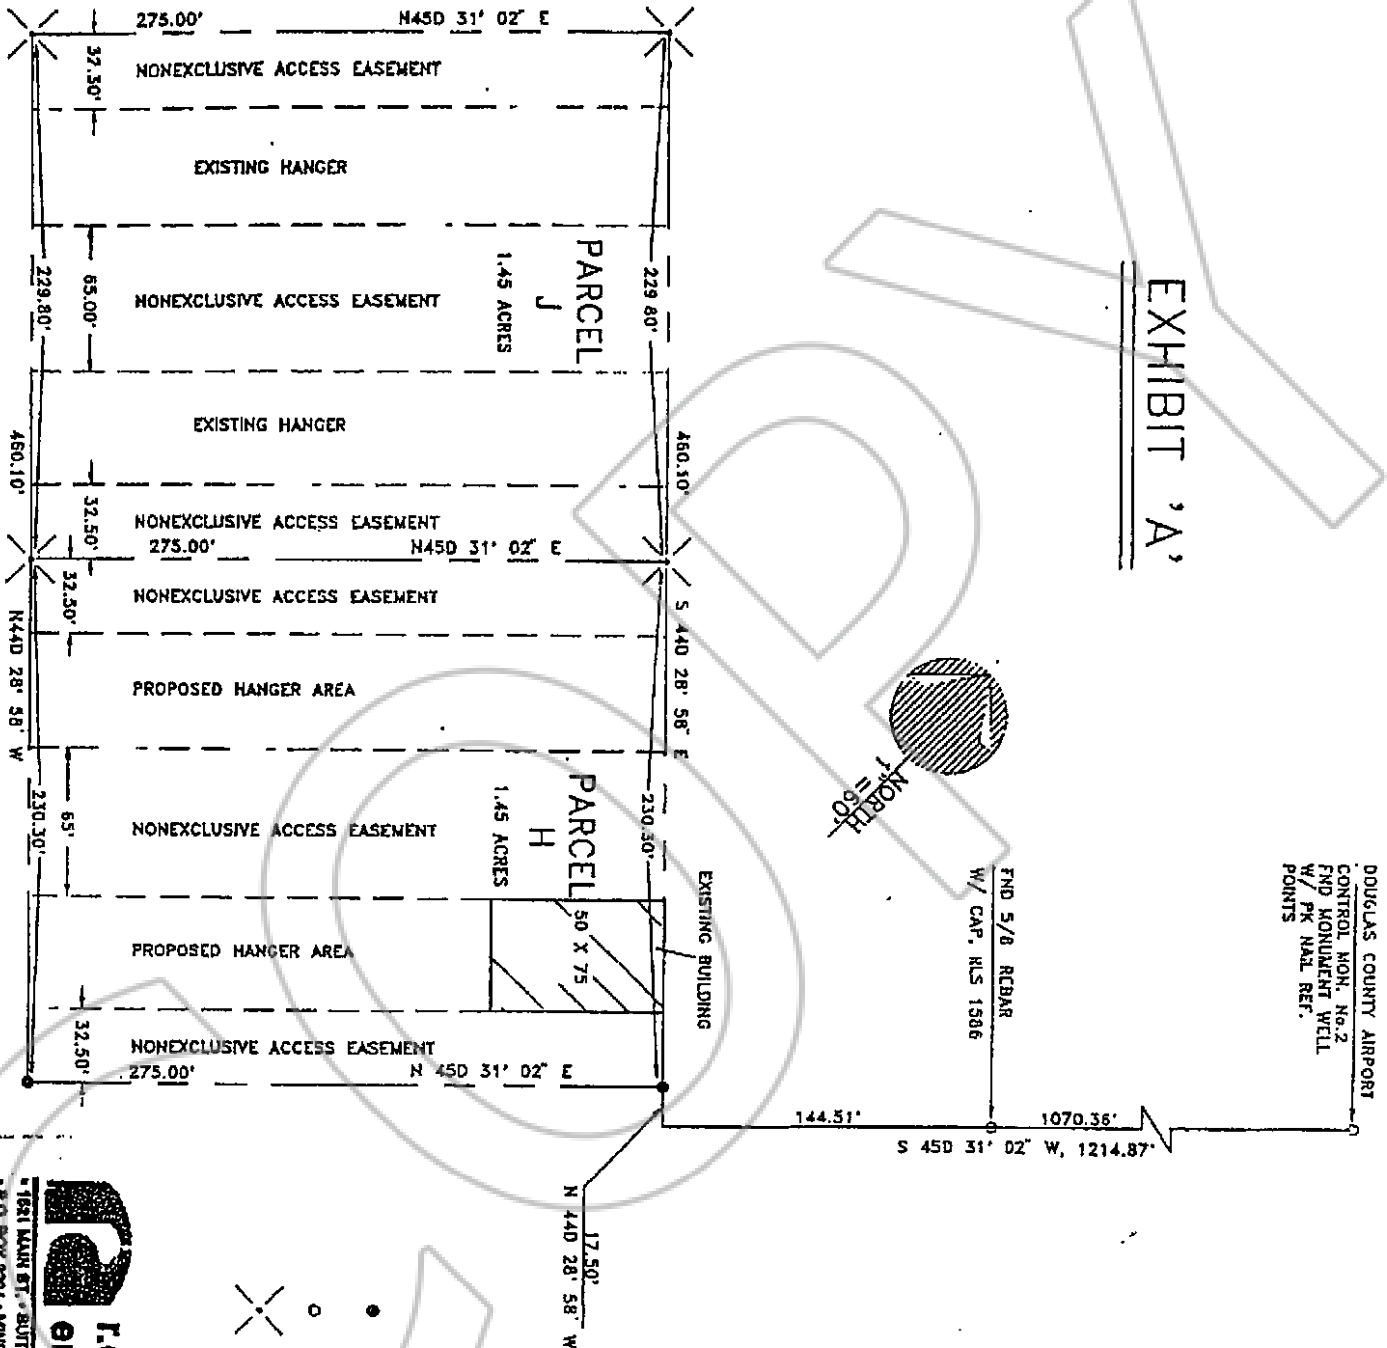 275.00' N45D 31' 02" E
32.50'
NONEXCLUSIVE ACCESS EASEMENT
EXISTING HANGER
229.80'
65.00'
NONEXCLUSIVE ACCESS EASEMENT
PARCEL
J
1.45 ACRES
229 80'
EXISTING HANGER
460.10'
460.10'
32.50'
NONEXCLUSIVE ACCESS EASEMENT
275.00' N45D 31' 02" E
32.50'
NONEXCLUSIVE ACCESS EASEMENT
N44D 28' 58' W
S 44D 28' 58" E
PROPOSED HANGER AREA
230.30'
65'
NONEXCLUSIVE ACCESS EASEMENT
PARCEL
H
1.45 ACRES
230.30'
EXISTING BUILDING
50 X 75
PROPOSED HANGER AREA
32.50'
NONEXCLUSIVE ACCESS EASEMENT
275.00' N 45D 31' 02" E
EXHIBIT 'A'
NORTH
1" =60'
FND 5/8 REBAR
W/ CAP, RLS 1586
DOUGLAS COUNTY AIRPORT
CONTROL MON. No.2
FND MONUMENT WELL
W/ PK NAIL REF.
POINTS
144.51' 1070.36'
S 45D 31' 02" W, 1214.87'
17.50'
N 44D 28' 58" W
1621 MAIN ST.
COPY